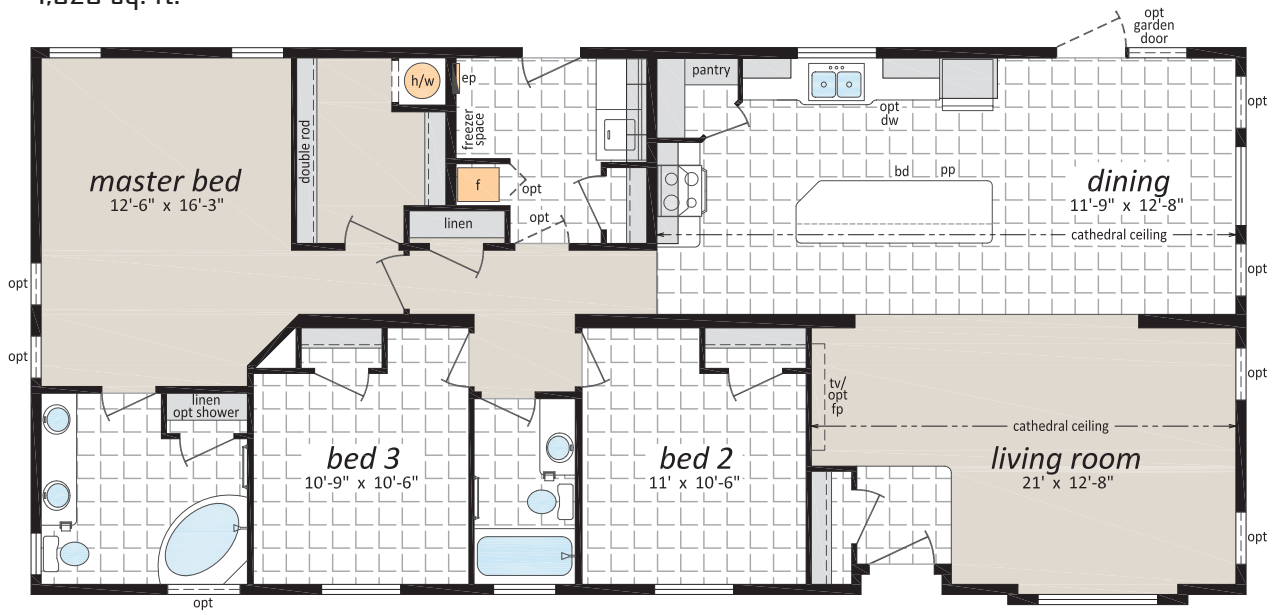 opt
garden
door
h/w
ep
pantry
opt
dw
opt
double rod
freezer
space
master bed
12'-6" x 16'-3"
f
opt
bd
pp
dining
11'-9" x 12'-8"
linen
opt
cathedral ceiling
opt
opt
opt
opt
tv/
opt
fp
linen
opt shower
cathedral ceiling
bed 3
10'-9" x 10'-6"
bed 2
11' x 10'-6"
living room
21' x 12'-8"
opt
opt